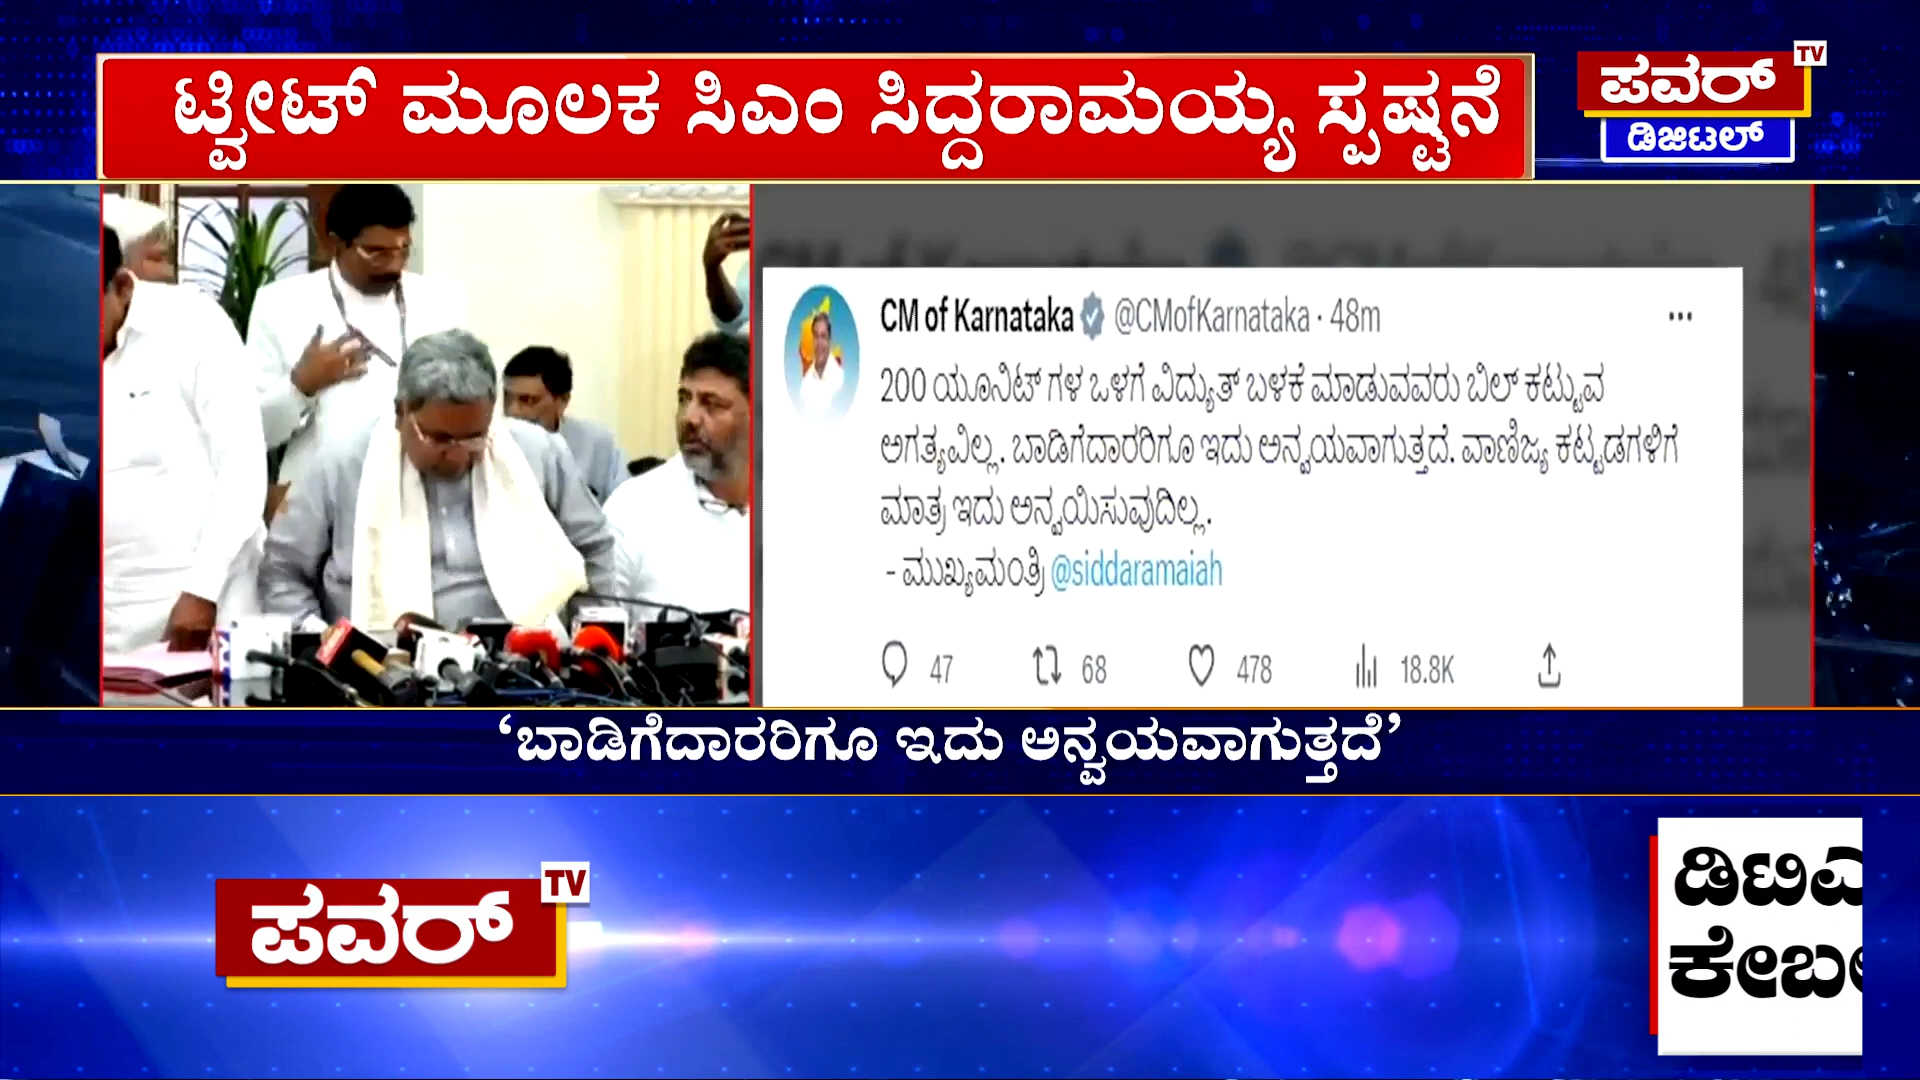 ಟ್ವೀಟ್ ಮೂಲಕ ಸಿಎಂ ಸಿದ್ದರಾಮಯ್ಯ ಸ್ಪಷ್ಟನೆ
ಪವರ್ TV
ಡಿಜಿಟಲ್
CM of Karnataka @CMofKarnataka · 48m
200 ಯೂನಿಟ್ ಗಳ ಒಳಗೆ ವಿದ್ಯುತ್ ಬಳಕೆ ಮಾಡುವವರು ಬಿಲ್ ಕಟ್ಟುವ
ಅಗತ್ಯವಿಲ್ಲ. ಬಾಡಿಗೆದಾರರಿಗೂ ಇದು ಅನ್ವಯವಾಗುತ್ತದೆ. ವಾಣಿಜ್ಯ ಕಟ್ಟಡಗಳಿಗೆ
ಮಾತ್ರ ಇದು ಅನ್ವಯಿಸುವುದಿಲ್ಲ.
- ಮುಖ್ಯಮಂತ್ರಿ @siddaramaiah
47 68 478 18.8K
‘ಬಾಡಿಗೆದಾರರಿಗೂ ಇದು ಅನ್ವಯವಾಗುತ್ತದೆ’
ಪವರ್ TV